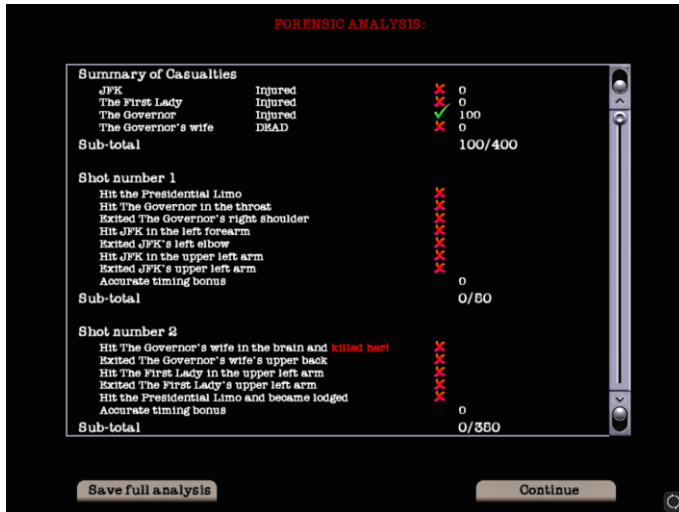 FORENSIC ANALYSIS:
Summary of Casualties
JFK Injured 0
The First Lady Injured 0
The Governor Injured 100
The Governor's wife DEAD 0
Sub-total 100/400
Shot number 1
Hit the Presidential Limo
Hit The Governor in the throat
Exited The Governor's right shoulder
Hit JFK in the left forearm
Exited JFK's left elbow
Hit JFK in the upper left arm
Exited JFK's upper left arm
Accurate timing bonus 0
Sub-total 0/50
Shot number 2
Hit The Governor's wife in the brain and killed her!
Exited The Governor's wife's upper back
Hit The First Lady in the upper left arm
Exited The First Lady's upper left arm
Hit the Presidential Limo and became lodged
Accurate timing bonus 0
Sub-total 0/350
Save full analysis Continue